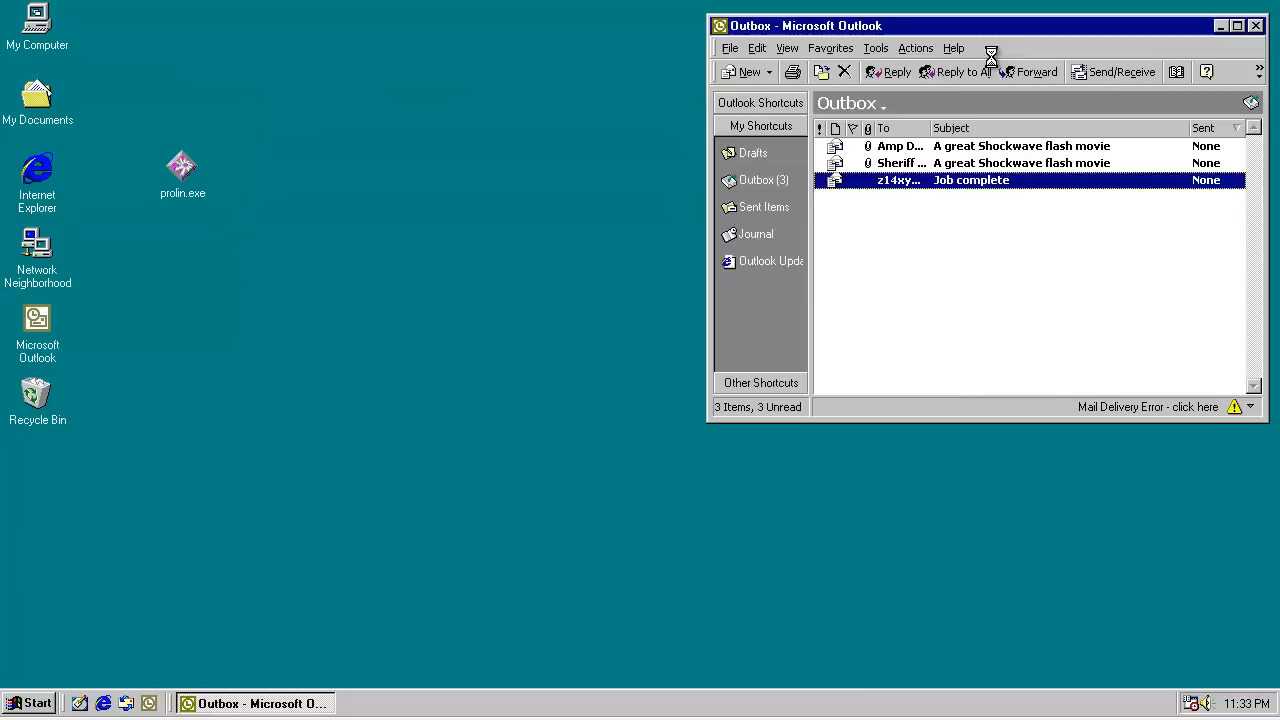 My Computer
My Documents
Internet
Explorer
Network
Neighborhood
Microsoft
Outlook
Recycle Bin
prolin.exe
Outbox - Microsoft Outlook
File Edit View Favorites Tools Actions Help
New Reply Reply to All Forward Send/Receive
Outlook Shortcuts
My Shortcuts
Drafts
Outbox (3)
Sent Items
Journal
Outlook Upda
Other Shortcuts
Outbox .
! To Subject Sent
Amp D... A great Shockwave flash movie None
Sheriff ... A great Shockwave flash movie None
z14xy... Job complete None
3 Items, 3 Unread Mail Delivery Error - click here
Start Outbox - Microsoft O... 11:33 PM